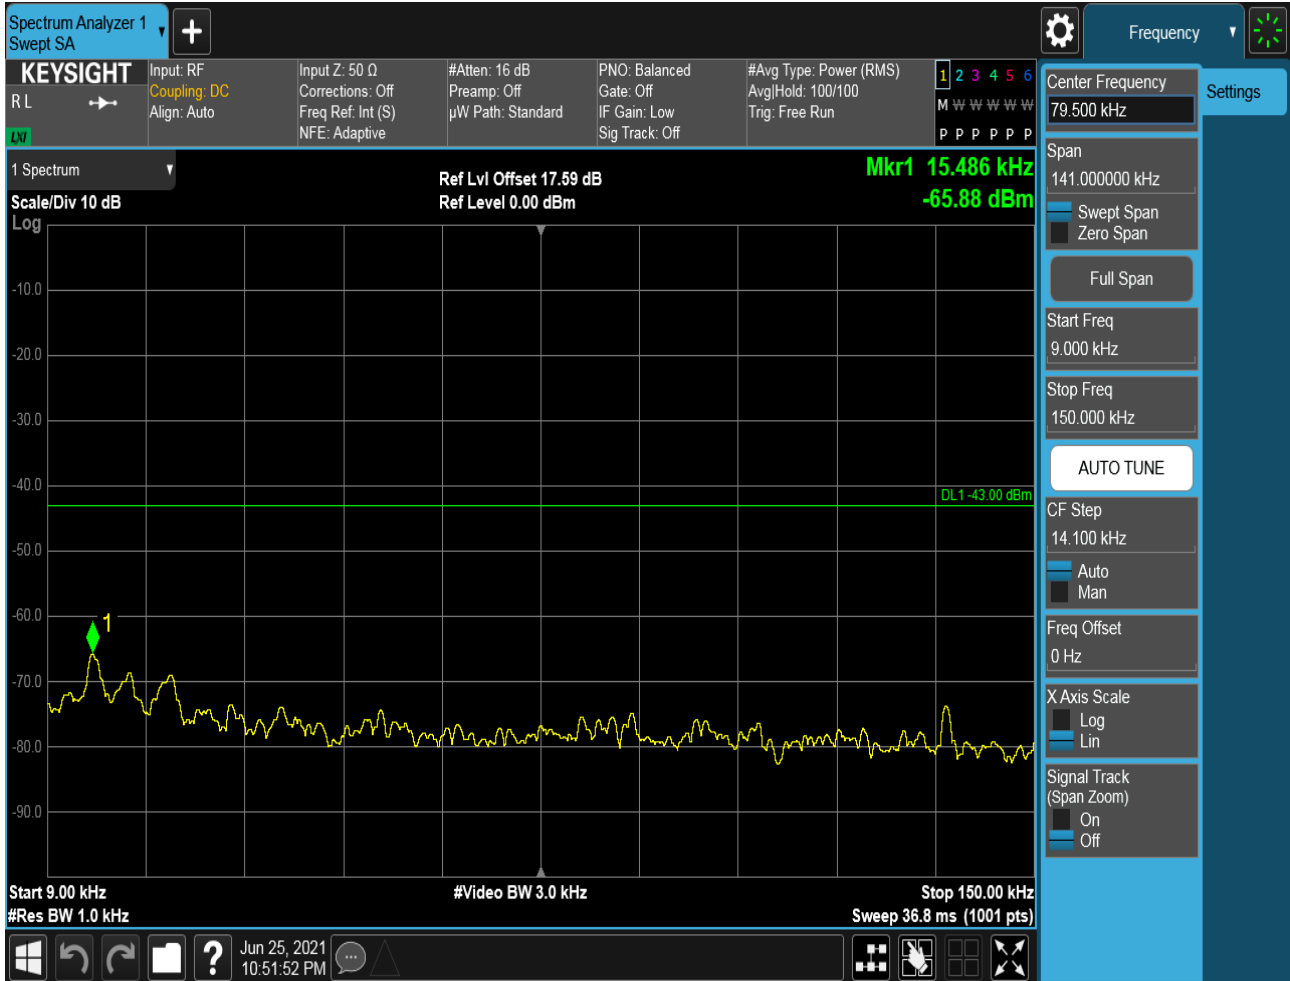 Spectrum Analyzer 1
Swept SA
Frequency
KEYSIGHT
R L
LXI
Input: RF
Coupling: DC
Align: Auto
Input Z: 50 Ω
Corrections: Off
Freq Ref: Int (S)
NFE: Adaptive
#Atten: 16 dB
Preamp: Off
µW Path: Standard
PNO: Balanced
Gate: Off
IF Gain: Low
Sig Track: Off
#Avg Type: Power (RMS)
Avg|Hold: 100/100
Trig: Free Run
1 2 3 4 5 6
M W W W W W
P P P P P P
1 Spectrum
Scale/Div 10 dB
Log
Ref Lvl Offset 17.59 dB
Ref Level 0.00 dBm
Mkr1 15.486 kHz
-65.88 dBm
-10.0
-20.0
-30.0
-40.0
DL1 -43.00 dBm
-50.0
-60.0
1
-70.0
-80.0
-90.0
Start 9.00 kHz
#Video BW 3.0 kHz
Stop 150.00 kHz
#Res BW 1.0 kHz
Sweep 36.8 ms (1001 pts)
?
Jun 25, 2021
10:51:52 PM
Settings
Center Frequency
79.500 kHz
Span
141.000000 kHz
Swept Span
Zero Span
Full Span
Start Freq
9.000 kHz
Stop Freq
150.000 kHz
AUTO TUNE
CF Step
14.100 kHz
Auto
Man
Freq Offset
0 Hz
X Axis Scale
Log
Lin
Signal Track
(Span Zoom)
On
Off